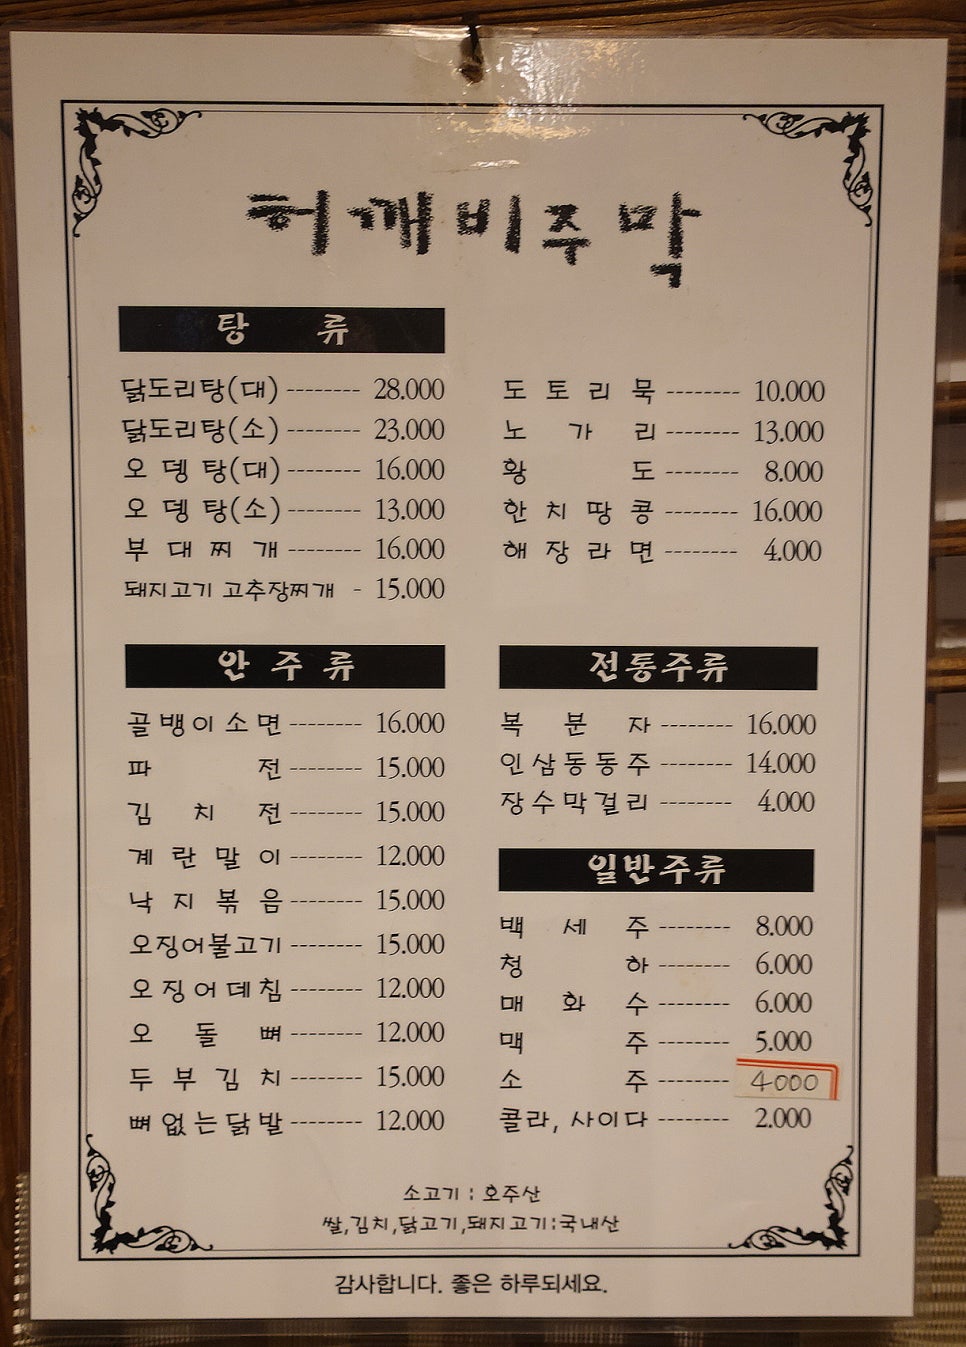 허깨비주막
탕 류
닭도리탕(대) -------- 28.000
닭도리탕(소) -------- 23.000
오뎅탕(대) -------- 16.000
오뎅탕(소) -------- 13.000
부대찌개 -------- 16.000
돼지고기 고추장찌개 - 15.000
도토리묵 -------- 10.000
노가리 -------- 13.000
황도 -------- 8.000
한치땅콩 -------- 16.000
해장라면 -------- 4.000
안 주 류
골뱅이소면 -------- 16.000
파전 -------- 15.000
김치전 -------- 15.000
계란말이 -------- 12.000
낙지볶음 -------- 15.000
오징어불고기 -------- 15.000
오징어데침 -------- 12.000
오돌뼈 -------- 12.000
두부김치 -------- 15.000
뼈없는닭발 -------- 12.000
전통주류
복분자 -------- 16.000
인삼동동주 -------- 14.000
장수막걸리 -------- 4.000
일반주류
백세주 -------- 8.000
청하 -------- 6.000
매화수 -------- 6.000
맥주 -------- 5.000
소주 -------- 4000
콜라, 사이다 -------- 2.000
소고기 : 호주산
쌀,김치,닭고기,돼지고기:국내산
감사합니다. 좋은 하루되세요.